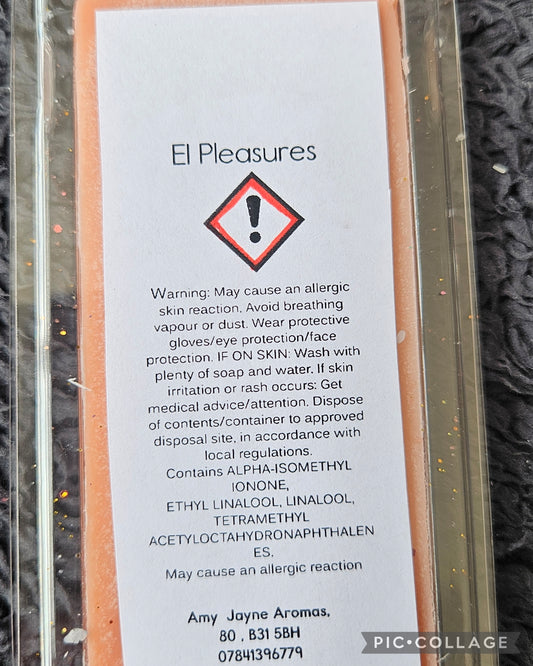 El Pleasures
Warning: May cause an allergic
skin reaction. Avoid breathing
vapour or dust. Wear protective
gloves/eye protection/face
protection. IF ON SKIN: Wash with
plenty of soap and water. If skin
irritation or rash occurs: Get
medical advice/attention. Dispose
of contents/container to approved
disposal site, in accordance with
local regulations.
Contains ALPHA-ISOMETHYL
IONONE,
ETHYL LINALOOL, LINALOOL,
TETRAMETHYL
ACETYLOCTAHYDRONAPHTHALEN
ES.
May cause an allergic reaction
Amy Jayne Aromas,
80 , B31 5BH
07841396779
PIC•COLLAGE